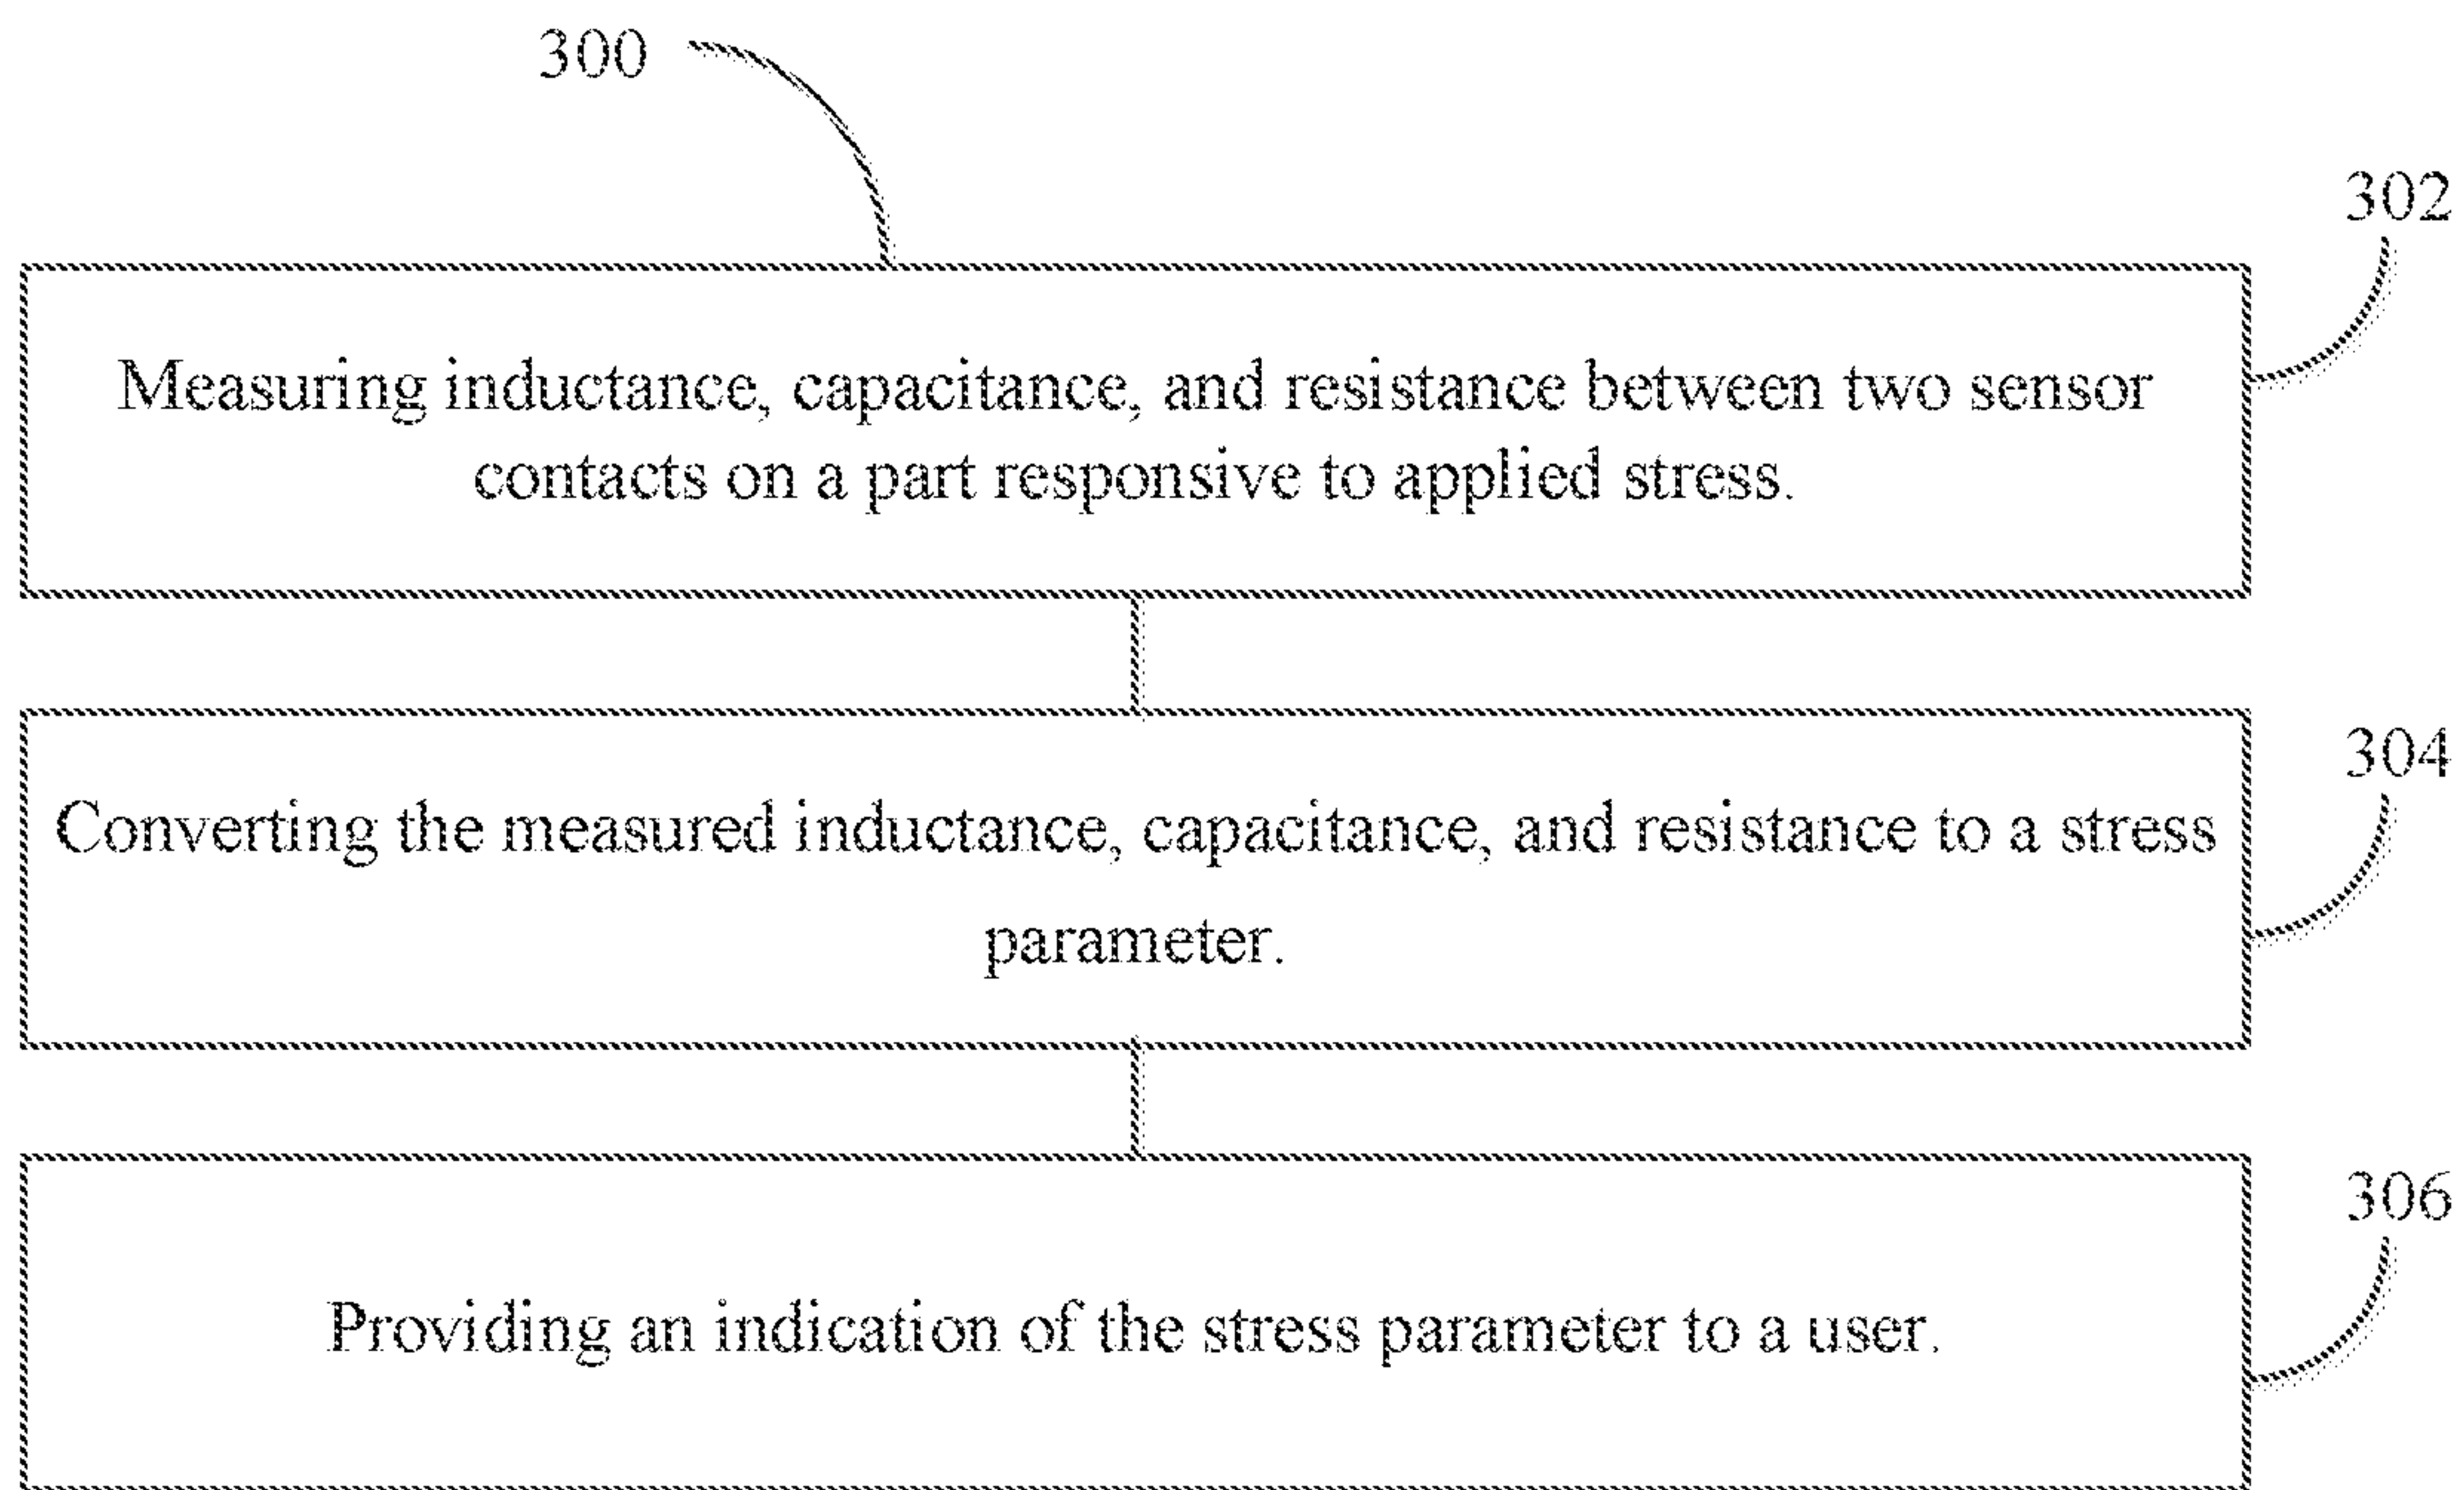 300
302
Measuring inductance, capacitance, and resistance between two sensor
contacts on a part responsive to applied stress.
304
Converting the measured inductance, capacitance, and resistance to a stress
parameter.
306
Providing an indication of the stress parameter to a user.